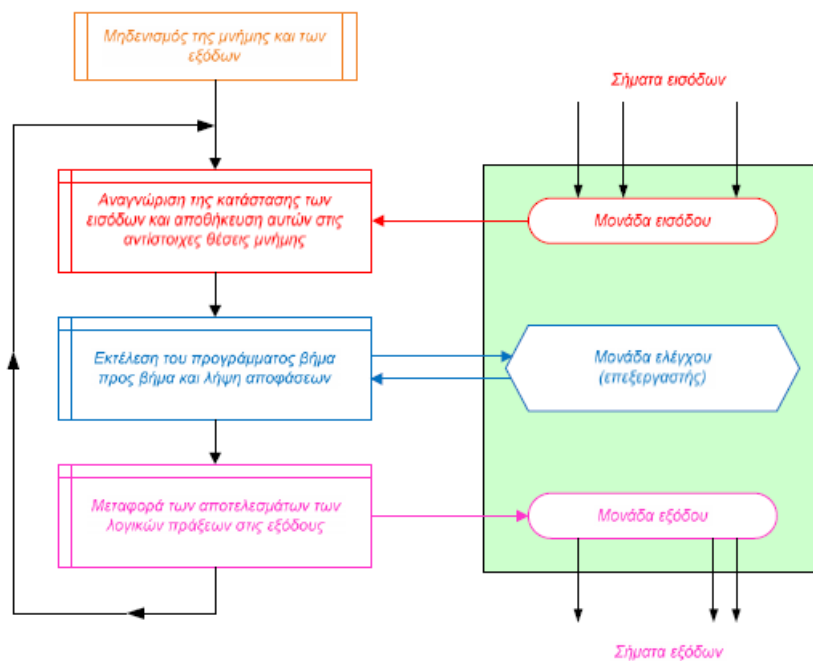 Μηδενισμός της μνήμης και των
εξόδων
Σήματα εισόδων
Αναγνώριση της κατάστασης των
εισόδων και αποθήκευση αυτών στις
αντίστοιχες θέσεις μνήμης
Μονάδα εισόδου
Εκτέλεση του προγράμματος βήμα
προς βήμα και λήψη αποφάσεων
Μονάδα ελέγχου
(επεξεργαστής)
Μεταφορά των αποτελεσμάτων των
λογικών πράξεων στις εξόδους
Μονάδα εξόδου
Σήματα εξόδων